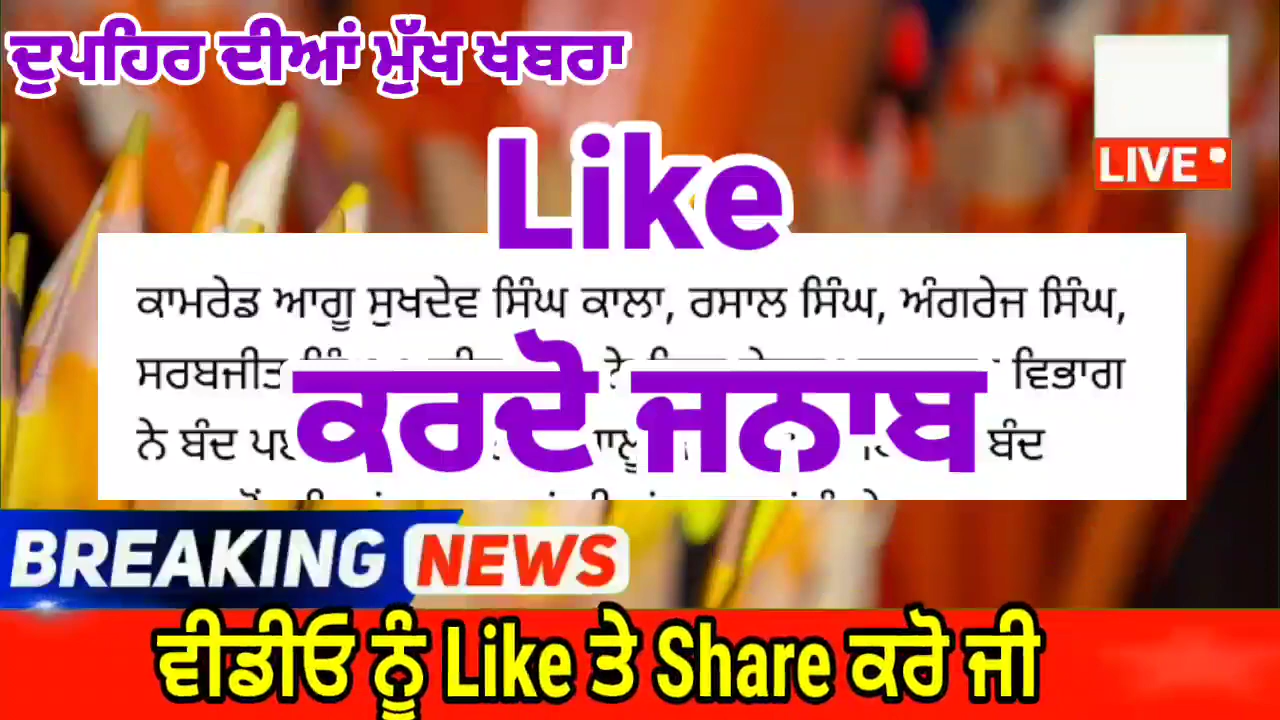 ਦੁਪਹਿਰ ਦੀਆਂ ਮੁੱਖ ਖਬਰਾ
LIVE
Like
ਕਾਮਰੇਡ ਆਗੂ ਸੁਖਦੇਵ ਸਿੰਘ ਕਾਲਾ, ਰਸਾਲ ਸਿੰਘ, ਅੰਗਰੇਜ ਸਿੰਘ,
ਸਰਬਜੀਤ ਵਿਭਾਗ
ਕਰਦੋ ਜਨਾਬ
ਨੇ ਬੰਦ ਬੰਦ
BREAKING NEWS
ਵੀਡੀਓ ਨੂੰ Like ਤੇ Share ਕਰੋ ਜੀ